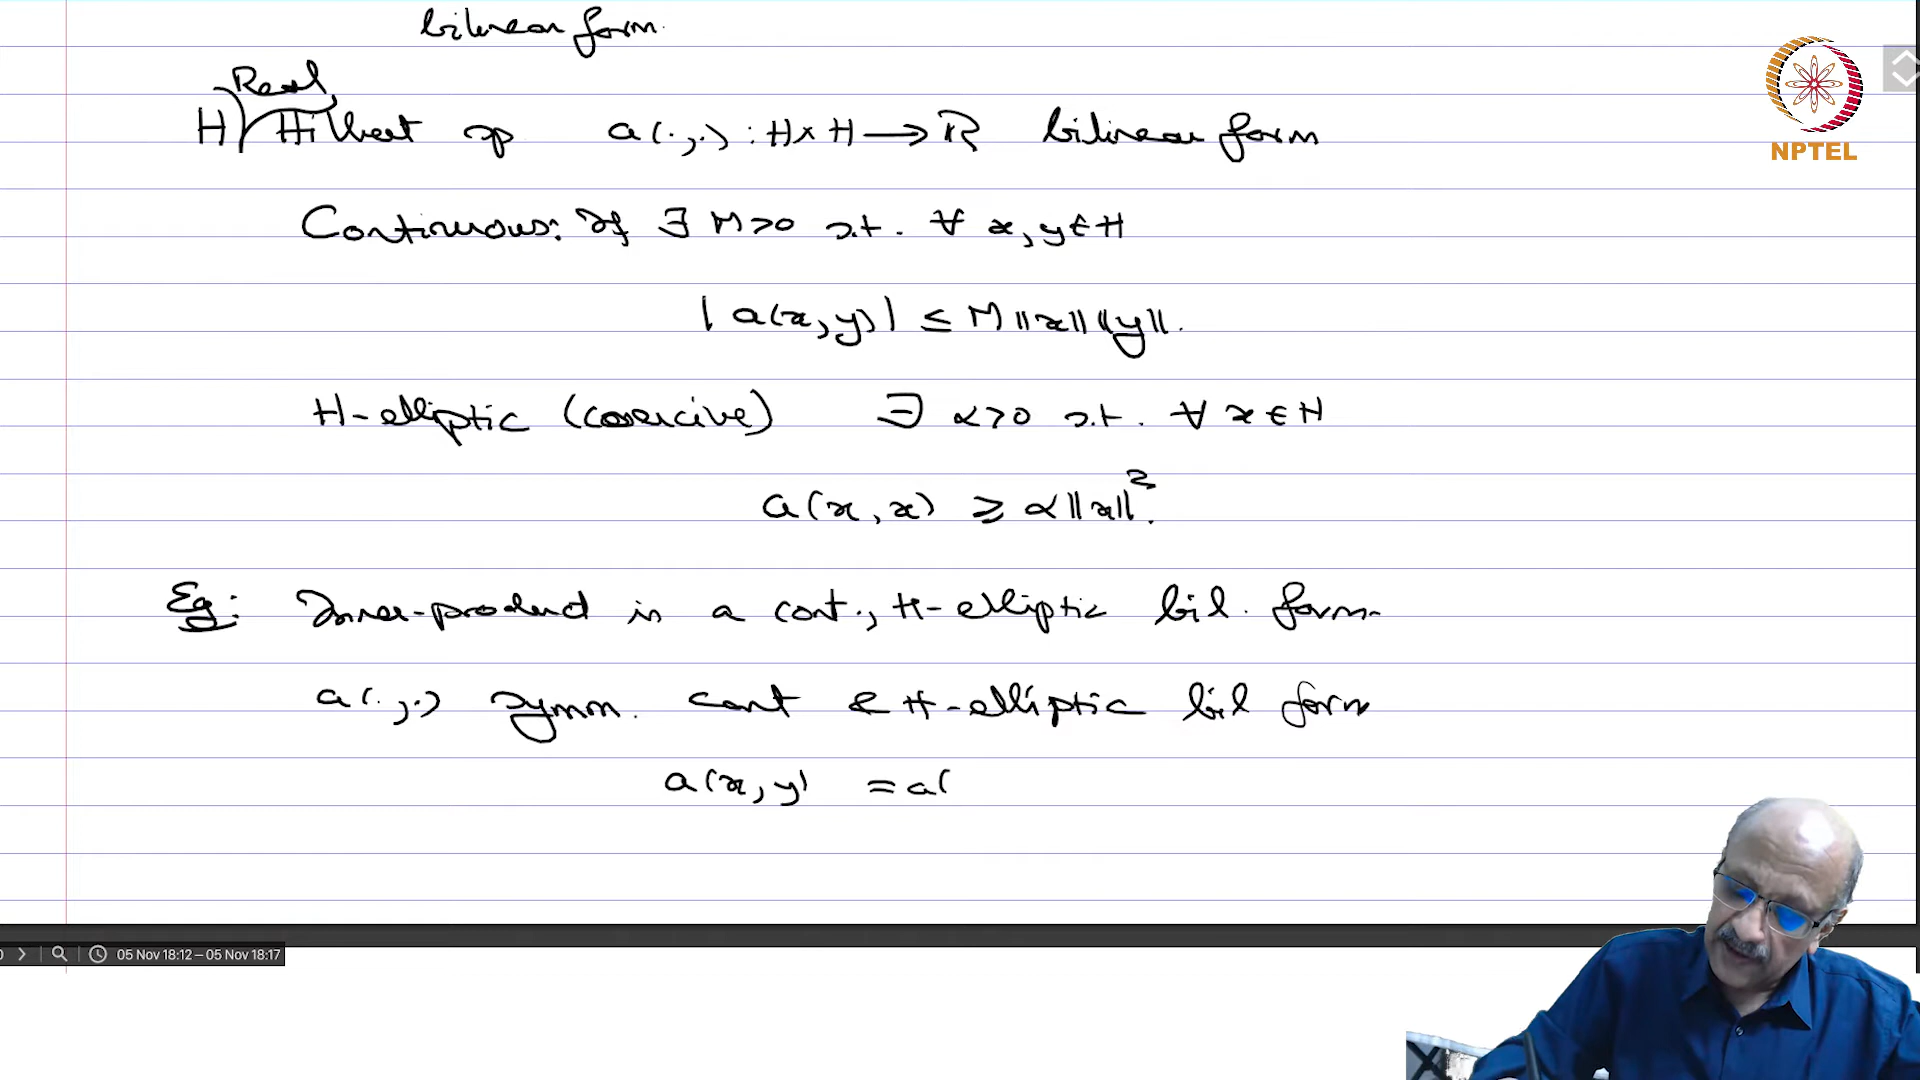 bilinear form.
Real
H Hilbert sp a(·,·) : H × H → ℝ bilinear form
NPTEL
Continuous: If ∃ M>0 s.t. ∀ x, y ∈ H
|a(x,y)| ≤ M ||x|| ||y||.
H-elliptic (coercive) ∃ α>0 s.t. ∀ x ∈ H
a(x,x) ≥ α||x||².
Eg: Inner-product is a cont., H-elliptic bil. form.
a(·,·) symm. cont & H-elliptic bil form
a(x,y) = a(
05 Nov 18:12 – 05 Nov 18:17